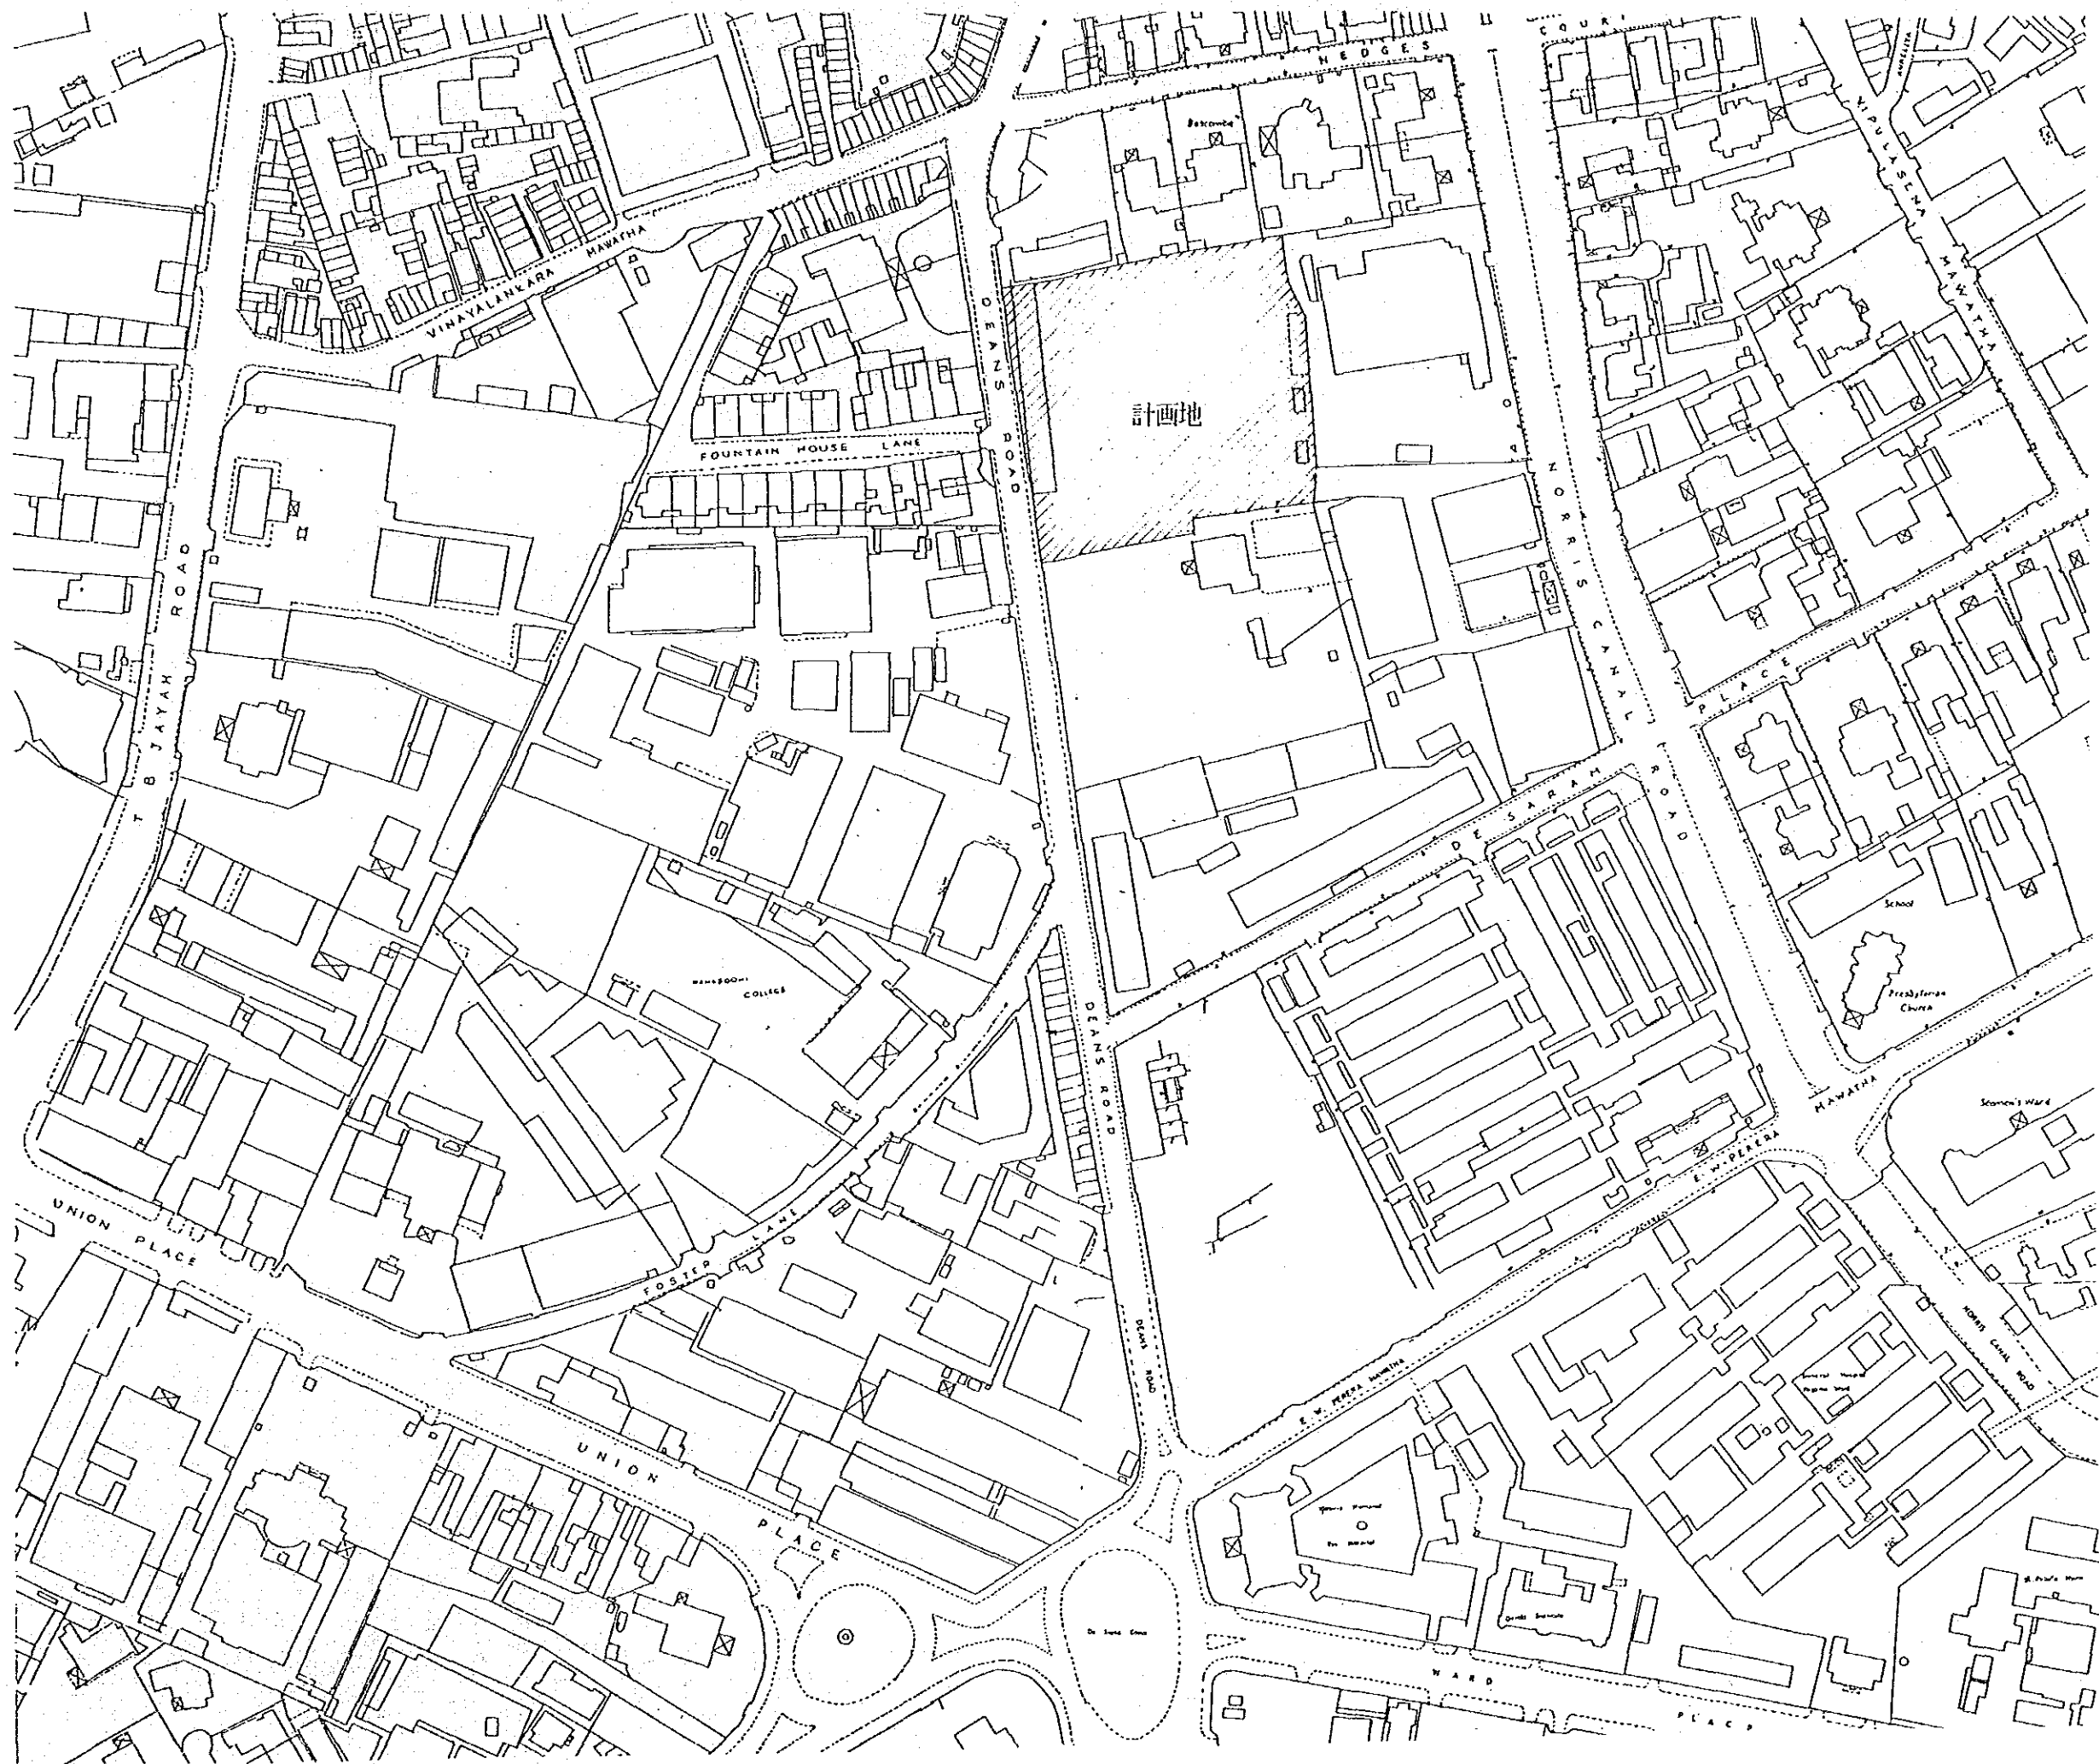 COURT
HEDGES
VIPULASENA MAWATHA
VINAYALANKARA MAWATHA
DEANS ROAD
計画地
FOUNTAIN HOUSE LANE
NORRIS CANAL ROAD
T B JAYAH ROAD
PLACE
DE SARAM
School
COLLEGE
Presbyterian
Church
DEANS ROAD
MAWATHA
Seamen's Ward
E. W. PERERA
UNION PLACE
FOSTER LANE
DEANS ROAD
NORRIS CANAL ROAD
E. W. PERERA MAWATHA
UNION PLACE
WARD PLACE